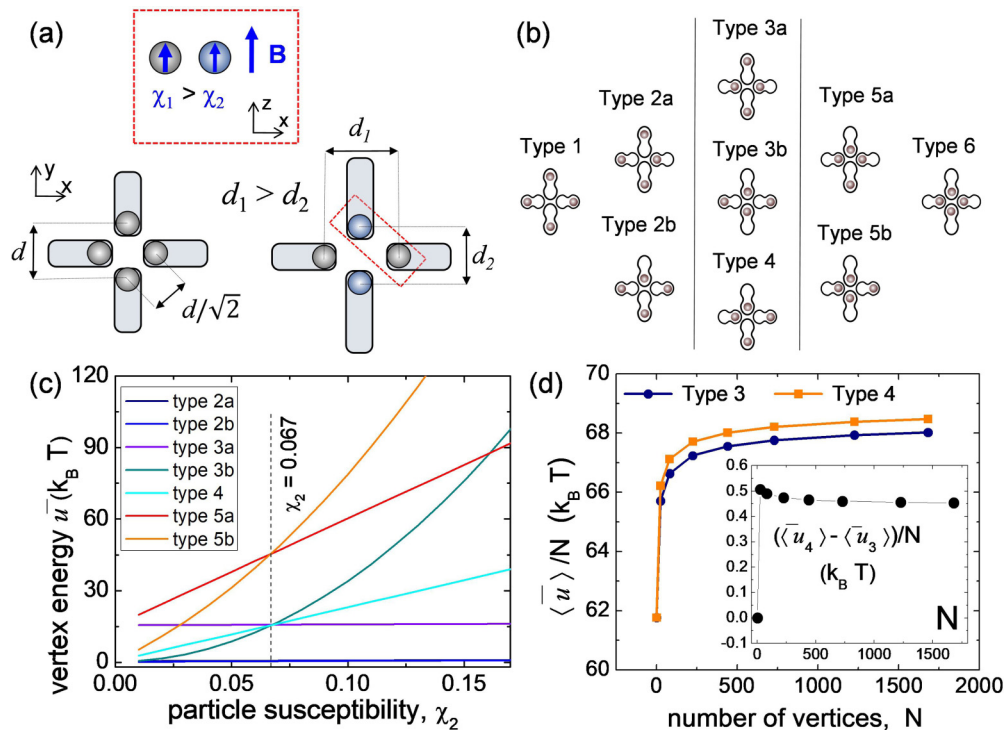 (a)
B
χ1 > χ2
z
x
y
x
d
d/√2
d1 > d2
d1
d2
(b)
Type 3a
Type 2a
Type 5a
Type 1
Type 3b
Type 6
Type 2b
Type 4
Type 5b
(c)
vertex energy u̅ (kB T)
120
90
60
30
0
type 2a
type 2b
type 3a
type 3b
type 4
type 5a
type 5b
χ2 = 0.067
0.00 0.05 0.10 0.15
particle susceptibility, χ2
(d)
⟨u̅⟩/N (kB T)
70
68
66
64
62
60
Type 3 Type 4
0.6
0.5
0.4
0.3
0.2
0.1
0.0
-0.1
(⟨u̅4⟩ - ⟨u̅3⟩)/N
(kB T)
N
0 500 1000 1500
0 500 1000 1500 2000
number of vertices, N